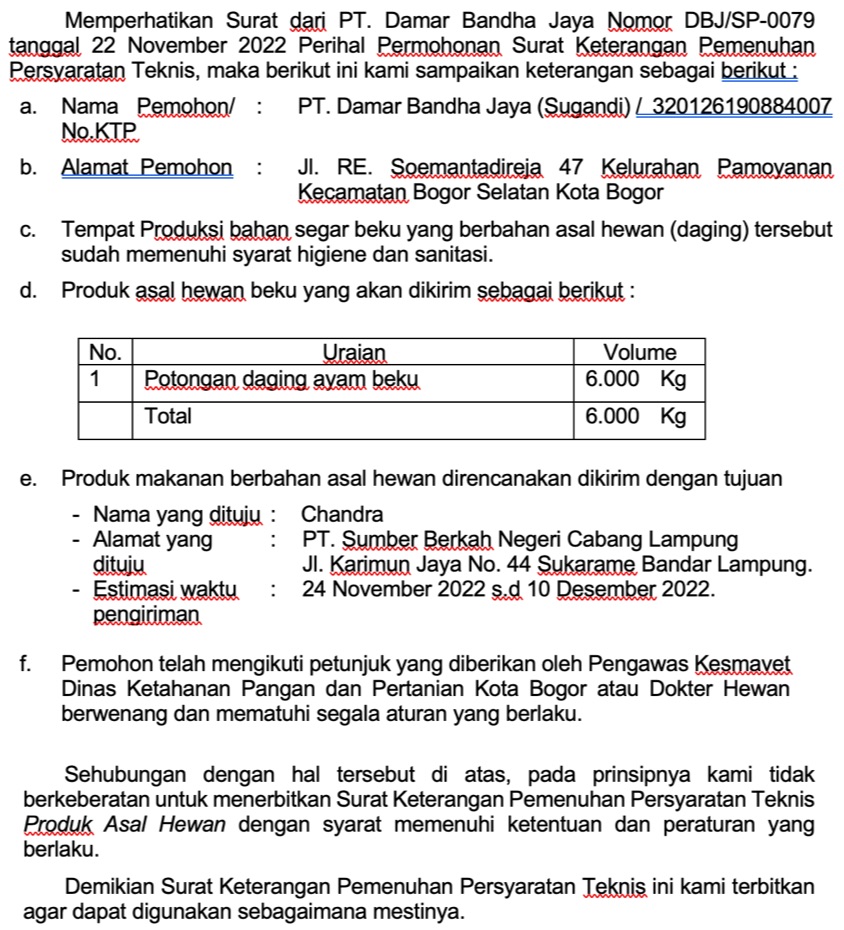 Memperhatikan Surat dari PT. Damar Bandha Jaya Nomor DBJ/SP-0079
tanggal 22 November 2022 Perihal Permohonan Surat Keterangan Pemenuhan
Persyaratan Teknis, maka berikut ini kami sampaikan keterangan sebagai berikut :
a. Nama Pemohon/ : PT. Damar Bandha Jaya (Sugandi) / 320126190884007
No.KTP
b. Alamat Pemohon : Jl. RE. Soemantadireja 47 Kelurahan Pamoyanan
Kecamatan Bogor Selatan Kota Bogor
c. Tempat Produksi bahan segar beku yang berbahan asal hewan (daging) tersebut
sudah memenuhi syarat higiene dan sanitasi.
d. Produk asal hewan beku yang akan dikirim sebagai berikut :
No. Uraian Volume
1 Potongan daging ayam beku 6.000 Kg
Total 6.000 Kg
e. Produk makanan berbahan asal hewan direncanakan dikirim dengan tujuan
- Nama yang dituju : Chandra
- Alamat yang : PT. Sumber Berkah Negeri Cabang Lampung
dituju Jl. Karimun Jaya No. 44 Sukarame Bandar Lampung.
- Estimasi waktu : 24 November 2022 s.d 10 Desember 2022.
pengiriman
f. Pemohon telah mengikuti petunjuk yang diberikan oleh Pengawas Kesmavet
Dinas Ketahanan Pangan dan Pertanian Kota Bogor atau Dokter Hewan
berwenang dan mematuhi segala aturan yang berlaku.
Sehubungan dengan hal tersebut di atas, pada prinsipnya kami tidak
berkeberatan untuk menerbitkan Surat Keterangan Pemenuhan Persyaratan Teknis
Produk Asal Hewan dengan syarat memenuhi ketentuan dan peraturan yang
berlaku.
Demikian Surat Keterangan Pemenuhan Persyaratan Teknis ini kami terbitkan
agar dapat digunakan sebagaimana mestinya.